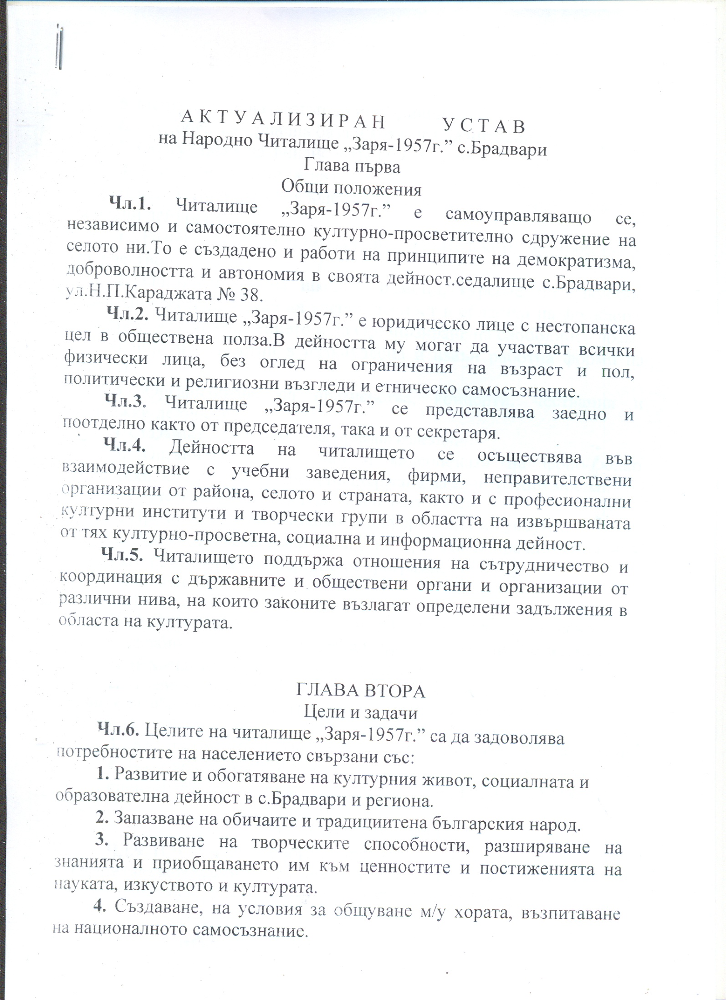 А К Т У А Л И З И Р А Н У С Т А В
на Народно Читалище „Заря-1957г.” с.Брадвари
Глава първа
Общи положения
Чл.1. Читалище „Заря-1957г.” е самоуправляващо се,
независимо и самостоятелно културно-просветително сдружение на
селото ни.То е създадено и работи на принципите на демократизма,
доброволността и автономия в своята дейност.седалище с.Брадвари,
ул.Н.П.Караджата № 38.
Чл.2. Читалище „Заря-1957г.” е юридическо лице с нестопанска
цел в обществена полза.В дейността му могат да участват всички
физически лица, без оглед на ограничения на възраст и пол,
политически и религиозни възгледи и етническо самосъзнание.
Чл.3. Читалище „Заря-1957г.” се представлява заедно и
поотделно както от председателя, така и от секретаря.
Чл.4. Дейността на читалището се осъществява във
взаимодействие с учебни заведения, фирми, неправителствени
организации от района, селото и страната, както и с професионални
културни институти и творчески групи в областта на извършваната
от тях културно-просветна, социална и информационна дейност.
Чл.5. Читалището поддържа отношения на сътрудничество и
координация с държавните и обществени органи и организации от
различни нива, на които законите възлагат определени задължения в
областа на културата.
ГЛАВА ВТОРА
Цели и задачи
Чл.6. Целите на читалище „Заря-1957г.” са да задоволява
потребностите на населението свързани със:
1. Развитие и обогатяване на културния живот, социалната и
образователна дейност в с.Брадвари и региона.
2. Запазване на обичаите и традициитена българския народ.
3. Развиване на творческите способности, разширяване на
знанията и приобщаването им към ценностите и постиженията на
науката, изкуството и културата.
4. Създаване, на условия за общуване м/у хората, възпитаване
на националното самосъзнание.